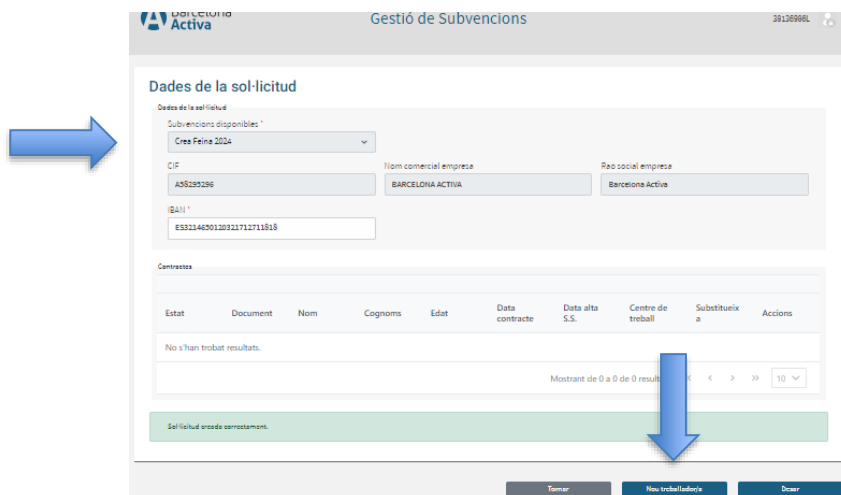 Barcelona
Activa
Gestió de Subvencions
39136986L
Dades de la sol·licitud
Dades de la sol·licitud
Subvencions disponibles *
Crea Feina 2024
CIF
Nom comercial empresa
Rao social empresa
A58295296
BARCELONA ACTIVA
Barcelona Activa
IBAN *
ES3214650120321712711818
Contractes
Estat Document Nom Cognoms Edat Data contracte Data alta S.S. Centre de treball Substitueix a Accions
No s'han trobat resultats.
Mostrant de 0 a 0 de 0 result
10
Sol·licitud creada correctament.
Tornar
Nou treballador/a
Desar